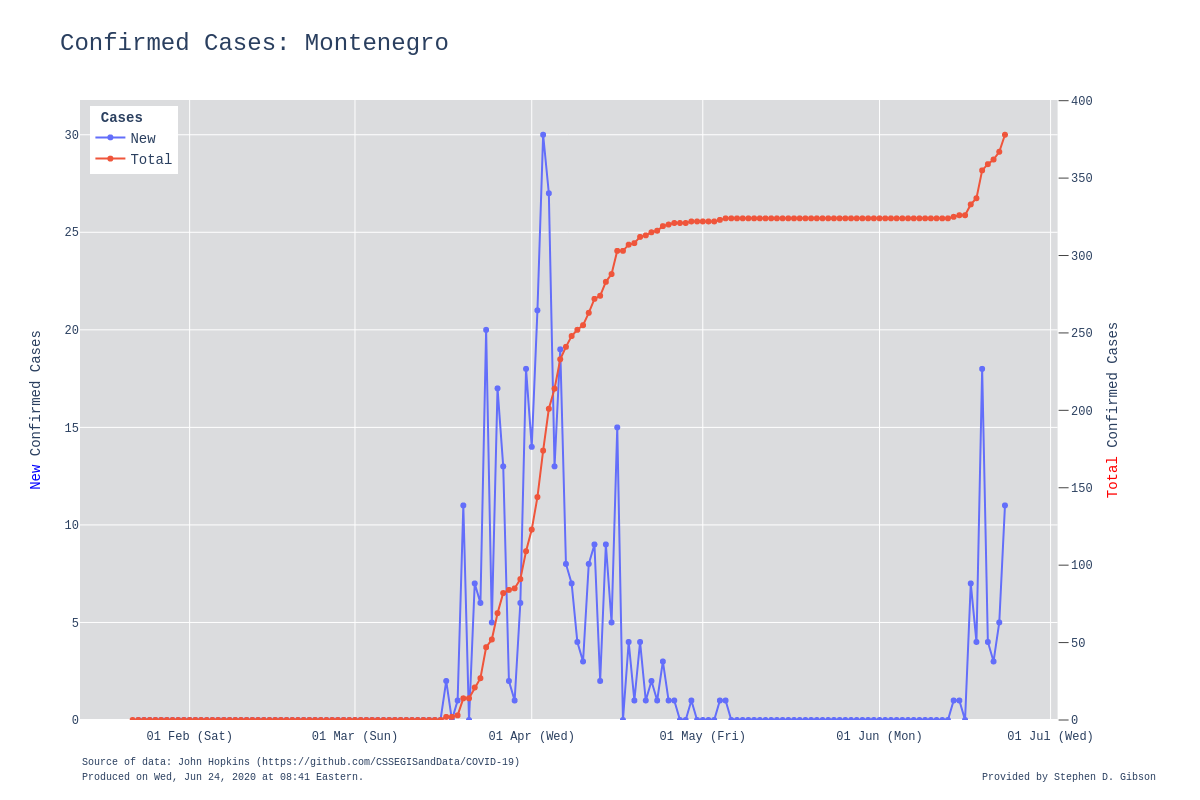 Confirmed Cases: Montenegro
Cases
New
Total
30
25
20
15
10
5
0
400
350
300
250
200
150
100
50
0
New Confirmed Cases
Total Confirmed Cases
01 Feb (Sat)
01 Mar (Sun)
01 Apr (Wed)
01 May (Fri)
01 Jun (Mon)
01 Jul (Wed)
Source of data: John Hopkins (https://github.com/CSSEGISandData/COVID-19)
Produced on Wed, Jun 24, 2020 at 08:41 Eastern.
Provided by Stephen D. Gibson